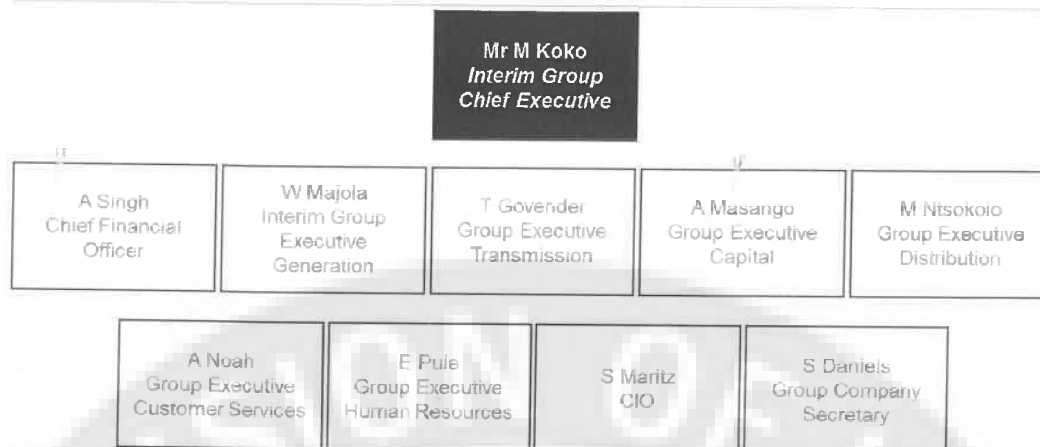 Mr M Koko
Interim Group
Chief Executive
A Singh
Chief Financial
Officer
W Majola
Interim Group
Executive
Generation
T Govender
Group Executive
Transmission
A Masango
Group Executive
Capital
M Ntsokolo
Group Executive
Distribution
A Noah
Group Executive
Customer Services
E Pule
Group Executive
Human Resources
S Maritz
CIO
S Daniels
Group Company
Secretary